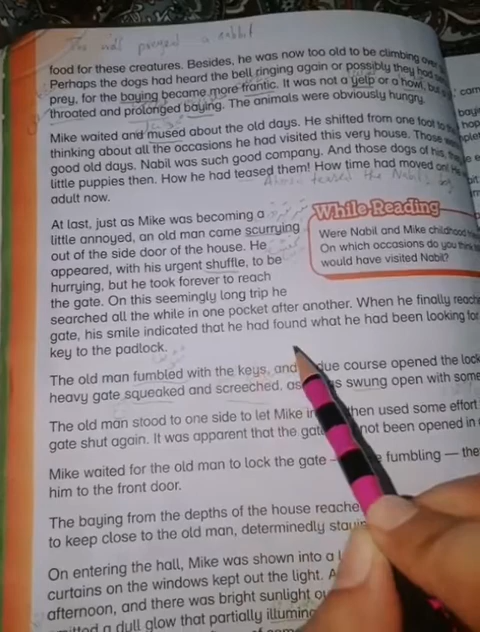 The was pregent a rabbit
food for these creatures. Besides, he was now too old to be climbing over
Perhaps the dogs had heard the bell ringing again or possibly they had
prey, for the baying became more frantic. It was not a yelp or a howl, but
throated and prolonged baying. The animals were obviously hungry.
Mike waited and mused about the old days. He shifted from one foot to
thinking about all the occasions he had visited this very house. Those
good old days. Nabil was such good company. And those dogs of his,
little puppies then. How he had teased them! How time had moved on!
adult now.
teased the Nabil's dog
At last, just as Mike was becoming a
little annoyed, an old man came scurrying
out of the side door of the house. He
appeared, with his urgent shuffle, to be
hurrying, but he took forever to reach
the gate. On this seemingly long trip he
searched all the while in one pocket after another. When he finally
gate, his smile indicated that he had found what he had been looking for
key to the padlock.
While Reading
Were Nabil and Mike childhood
On which occasions do you think
would have visited Nabil?
The old man fumbled with the keys, and due course opened the lock
heavy gate squeaked and screeched, as swung open with some
The old man stood to one side to let Mike in then used some effort
gate shut again. It was apparent that the not been opened in
Mike waited for the old man to lock the gate fumbling — the
him to the front door.
The baying from the depths of the house
to keep close to the old man, determinedly
On entering the hall, Mike was shown into a
curtains on the windows kept out the light.
afternoon, and there was bright sunlight
a dull glow that partially